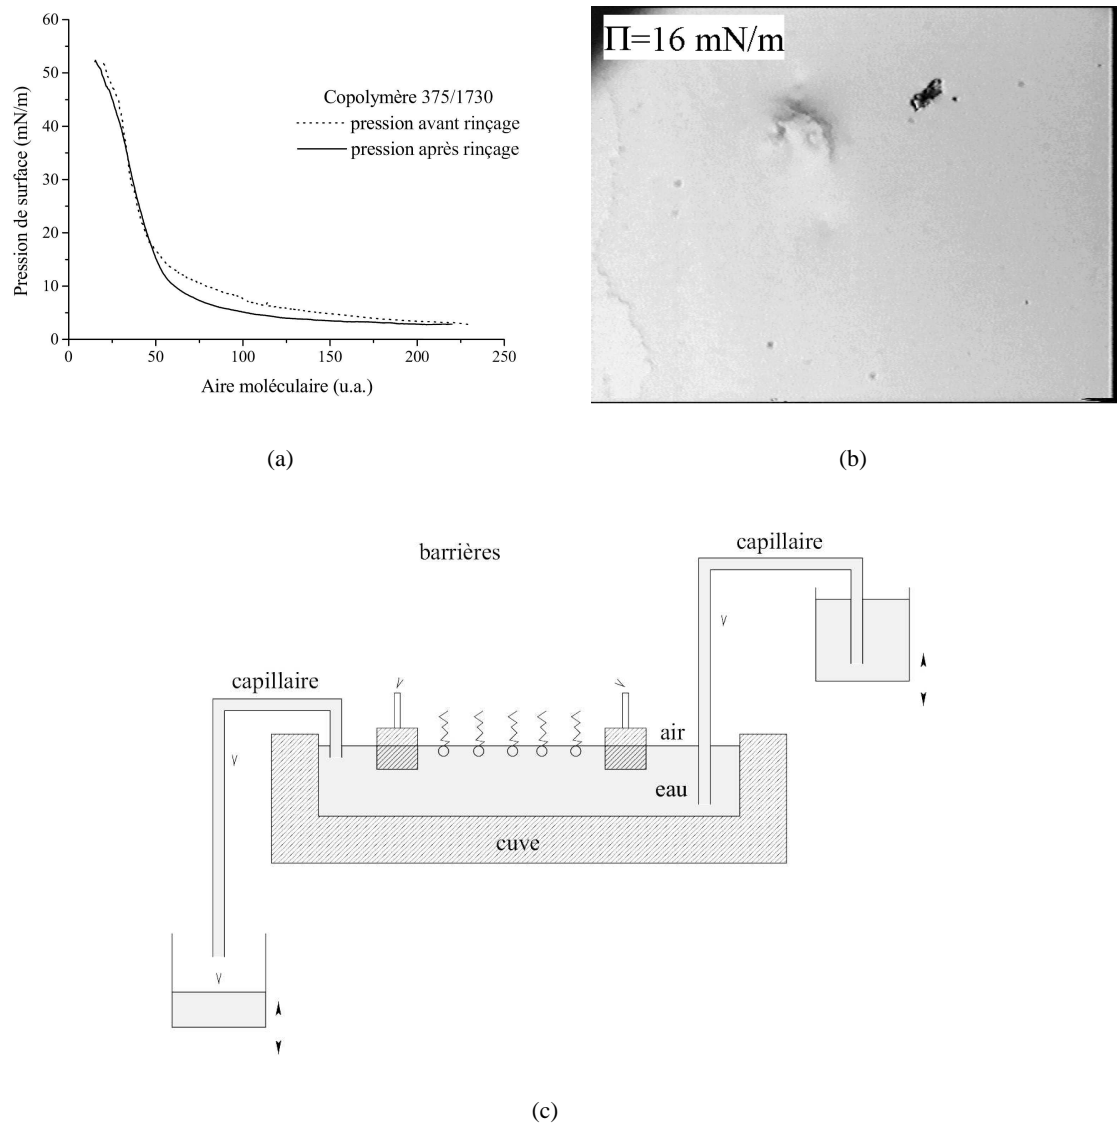 60
50
40
30
20
10
0
Pression de surface (mN/m)
Copolymère 375/1730
pression avant rinçage
pression après rinçage
0 50 100 150 200 250
Aire moléculaire (u.a.)
(a)
Π=16 mN/m
(b)
barrières
capillaire
capillaire
air
eau
cuve
(c)